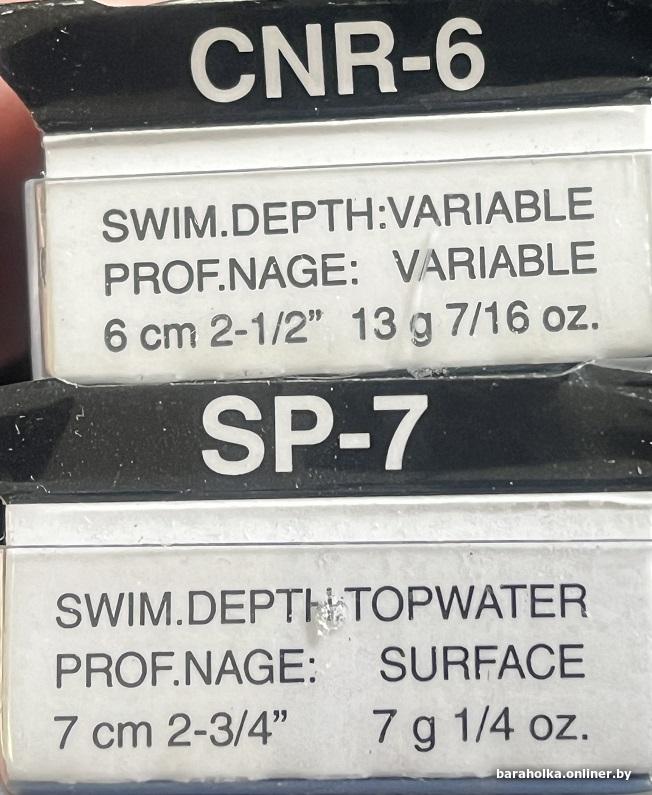 CNR-6
SWIM.DEPTH:VARIABLE
PROF.NAGE: VARIABLE
6 cm 2-1/2” 13 g 7/16 oz.
SP-7
SWIM.DEPTH:TOPWATER
PROF.NAGE: SURFACE
7 cm 2-3/4” 7 g 1/4 oz.
baraholka.onliner.by